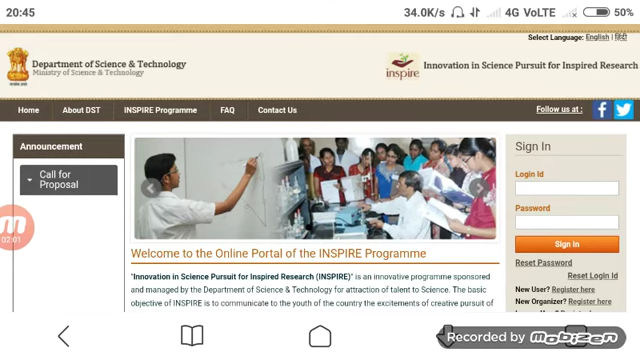 20:45
34.0K/s 4G VoLTE 50%
Select Language: English | हिंदी
Department of Science & Technology
Ministry of Science & Technology
inspire
Innovation in Science Pursuit for Inspired Research
Home About DST INSPIRE Programme FAQ Contact Us Follow us at :
Announcement
Call for
Proposal
02:01
Welcome to the Online Portal of the INSPIRE Programme
"Innovation in Science Pursuit for Inspired Research (INSPIRE)" is an innovative programme sponsored
and managed by the Department of Science & Technology for attraction of talent to Science. The basic
objective of INSPIRE is to communicate to the youth of the country the excitements of creative pursuit of
Sign In
Login Id
Password
Sign In
Reset Password
Reset Login Id
New User? Register here
New Organizer? Register here
Recorded by Mobizen